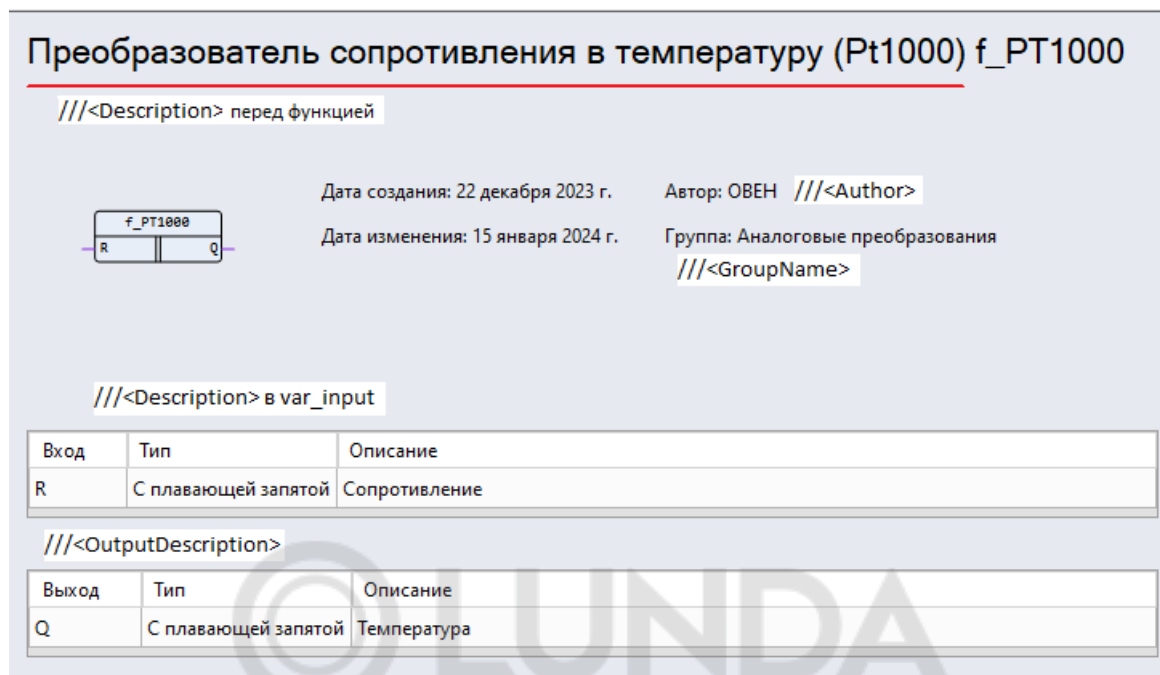 Преобразователь сопротивления в температуру (Pt1000) f_PT1000
///<Description> перед функцией
Дата создания: 22 декабря 2023 г. Автор: ОВЕН ///<Author>
f_PT1000
R Q
Дата изменения: 15 января 2024 г. Группа: Аналоговые преобразования
///<GroupName>
///<Description> в var_input
Вход Тип Описание
R С плавающей запятой Сопротивление
///<OutputDescription>
Выход Тип Описание
Q С плавающей запятой Температура
LUNDA